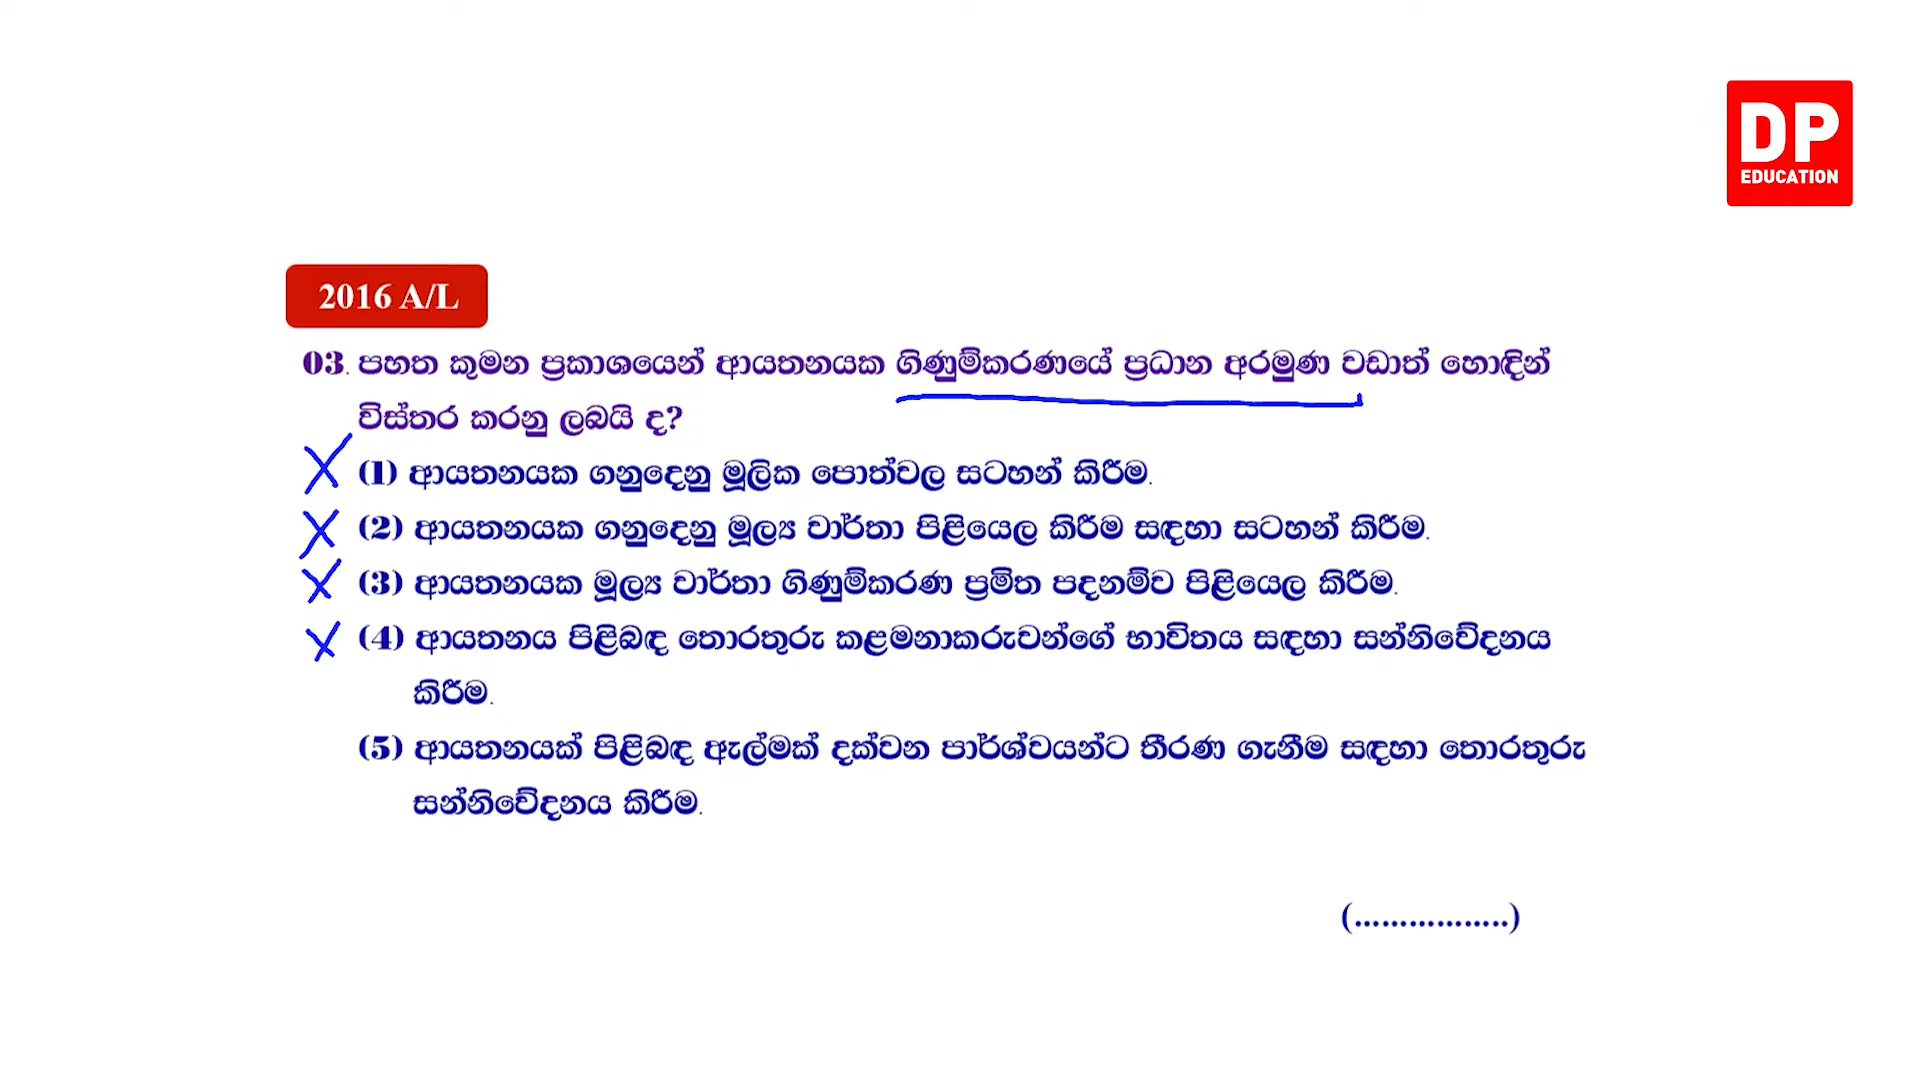 DP
EDUCATION
2016 A/L
03. පහත කුමන ප්‍රකාශයෙන් ආයතනයක ගිණුම්කරණයේ ප්‍රධාන අරමුණ වඩාත් හොඳින්
විස්තර කරනු ලබයි ද?
(1) ආයතනයක ගනුදෙනු මූලික පොත්වල සටහන් කිරීම.
(2) ආයතනයක ගනුදෙනු මූල්‍ය වාර්තා පිළියෙල කිරීම සඳහා සටහන් කිරීම.
(3) ආයතනයක මූල්‍ය වාර්තා ගිණුම්කරණ ප්‍රමිත පදනම්ව පිළියෙල කිරීම.
(4) ආයතනය පිළිබඳ තොරතුරු කළමනාකරුවන්ගේ භාවිතය සඳහා සන්නිවේදනය
කිරීම.
(5) ආයතනයක් පිළිබඳ ඇල්මක් දක්වන පාර්ශ්වයන්ට තීරණ ගැනීම සඳහා තොරතුරු
සන්නිවේදනය කිරීම.
(.................)